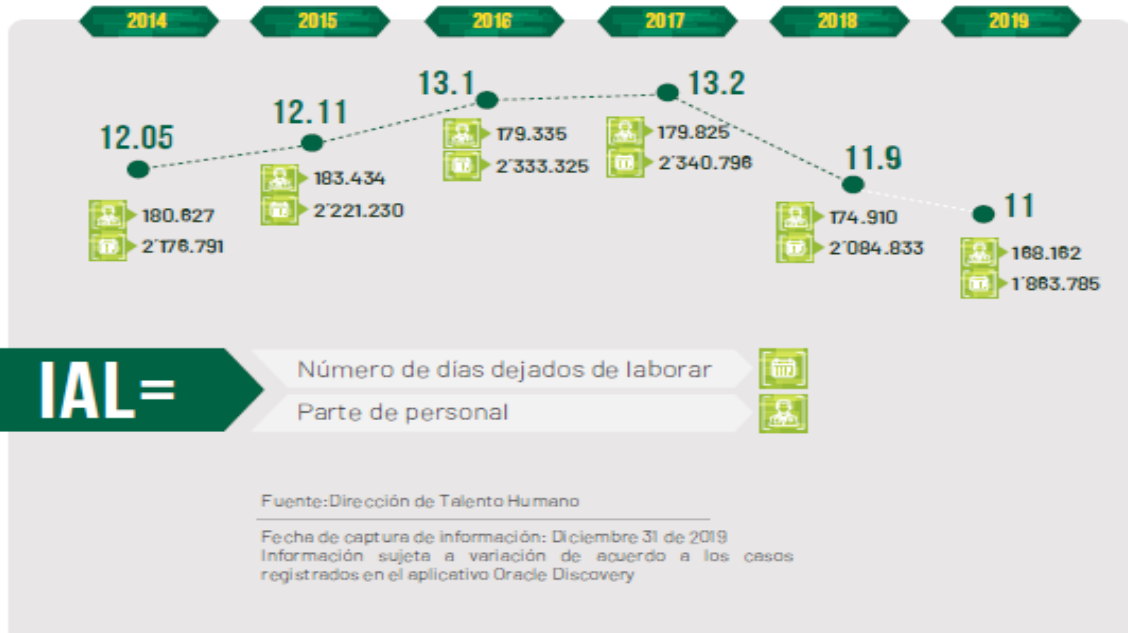 2014 2015 2016 2017 2018 2019
12.05
180.627
2'176.791
12.11
183.434
2'221.230
13.1
179.335
2'333.325
13.2
179.825
2'340.796
11.9
174.910
2'084.833
11
168.162
1'863.785
IAL=
Número de días dejados de laborar
Parte de personal
Fuente:Dirección de Talento Humano
Fecha de captura de información: Diciembre 31 de 2019
Información sujeta a variación de acuerdo a los casos
registrados en el aplicativo Oracle Discovery